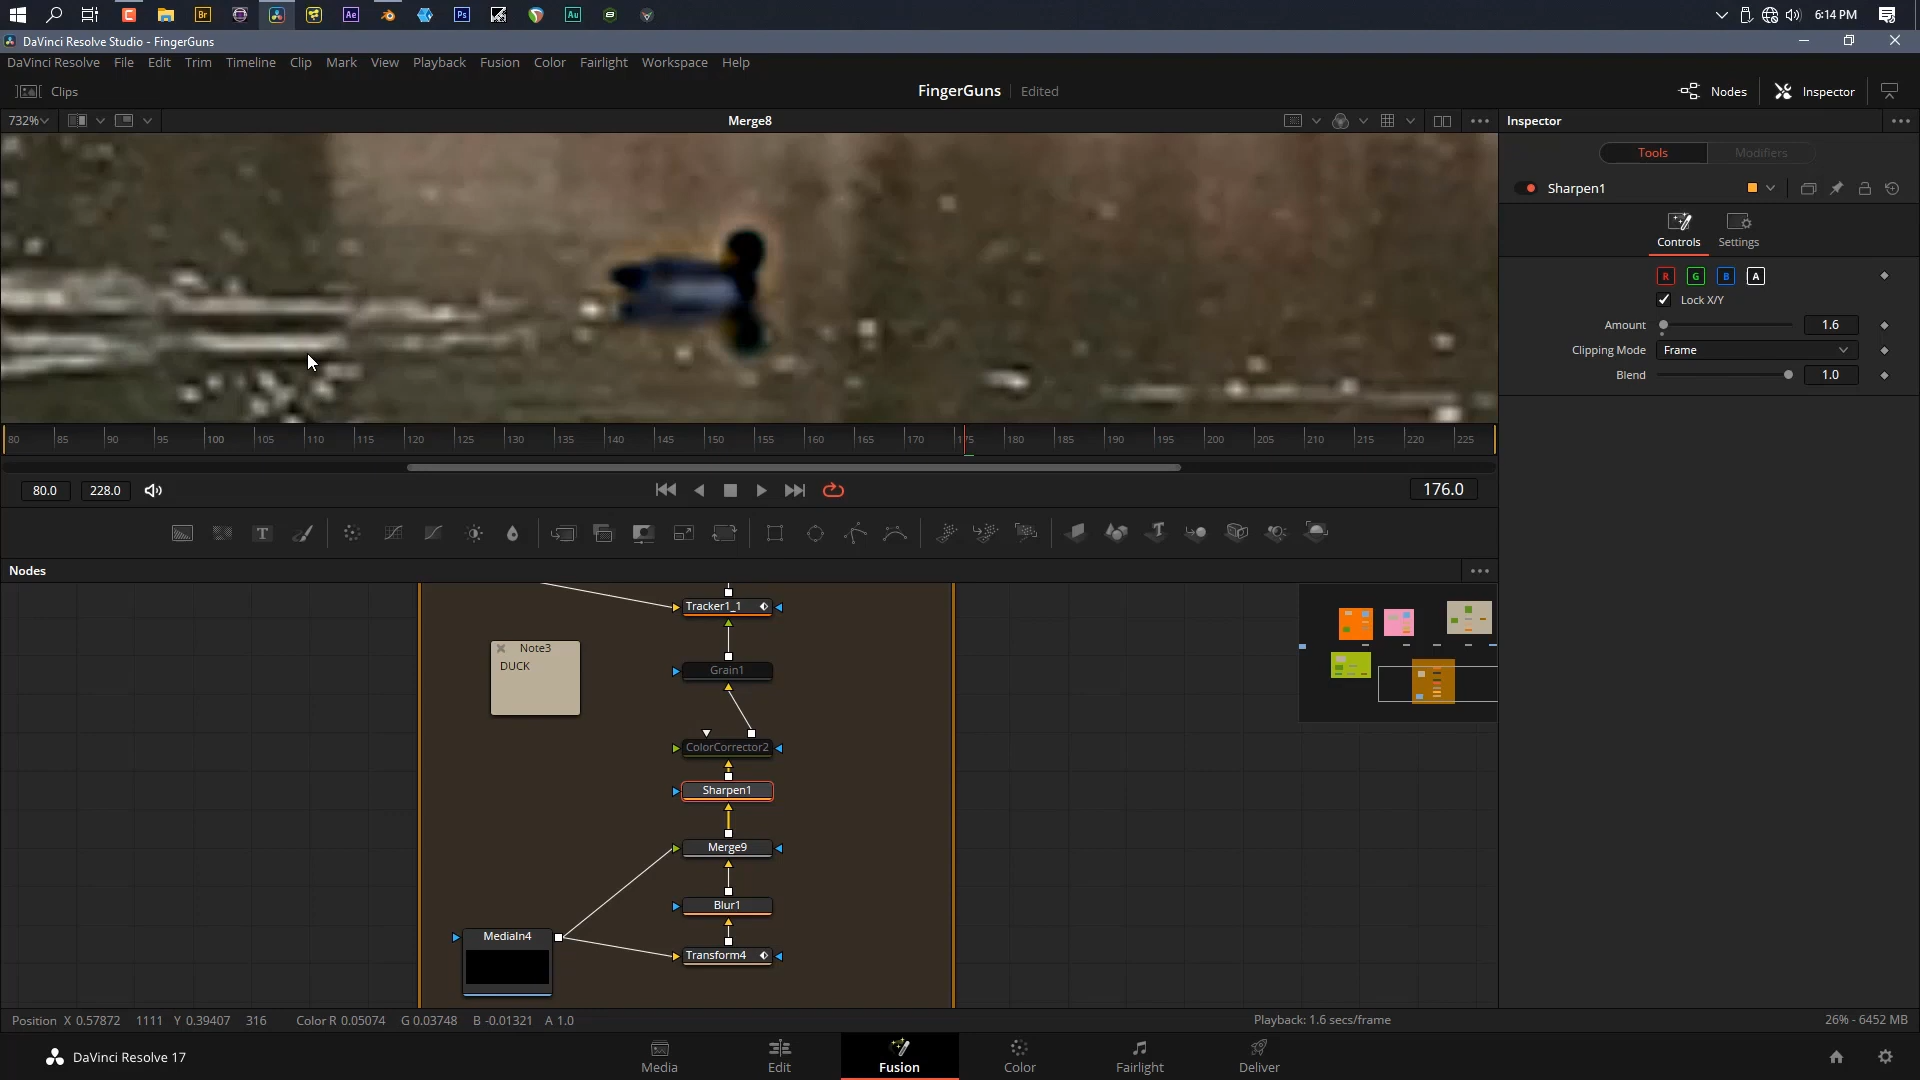 6:14 PM
DaVinci Resolve Studio - FingerGuns
DaVinci Resolve File Edit Trim Timeline Clip Mark View Playback Fusion Color Fairlight Workspace Help
Clips
FingerGuns
Edited
Nodes
Inspector
732%
Merge8
Inspector
Tools
Modifiers
Sharpen1
Controls
Settings
R G B A
Lock X/Y
Amount 1.6
Clipping Mode Frame
Blend 1.0
80 85 90 95 100 105 110 115 120 125 130 135 140 145 150 155 160 165 170 175 180 185 190 195 200 205 210 215 220 225
80.0
228.0
176.0
Nodes
Tracker1_1
Note3
DUCK
Grain1
ColorCorrector2
Sharpen1
Merge9
Blur1
MediaIn4
Transform4
Position X 0.57872 1111 Y 0.39407 316 Color R 0.05074 G 0.03748 B -0.01321 A 1.0
Playback: 1.6 secs/frame
26% - 6452 MB
DaVinci Resolve 17
Media
Edit
Fusion
Color
Fairlight
Deliver